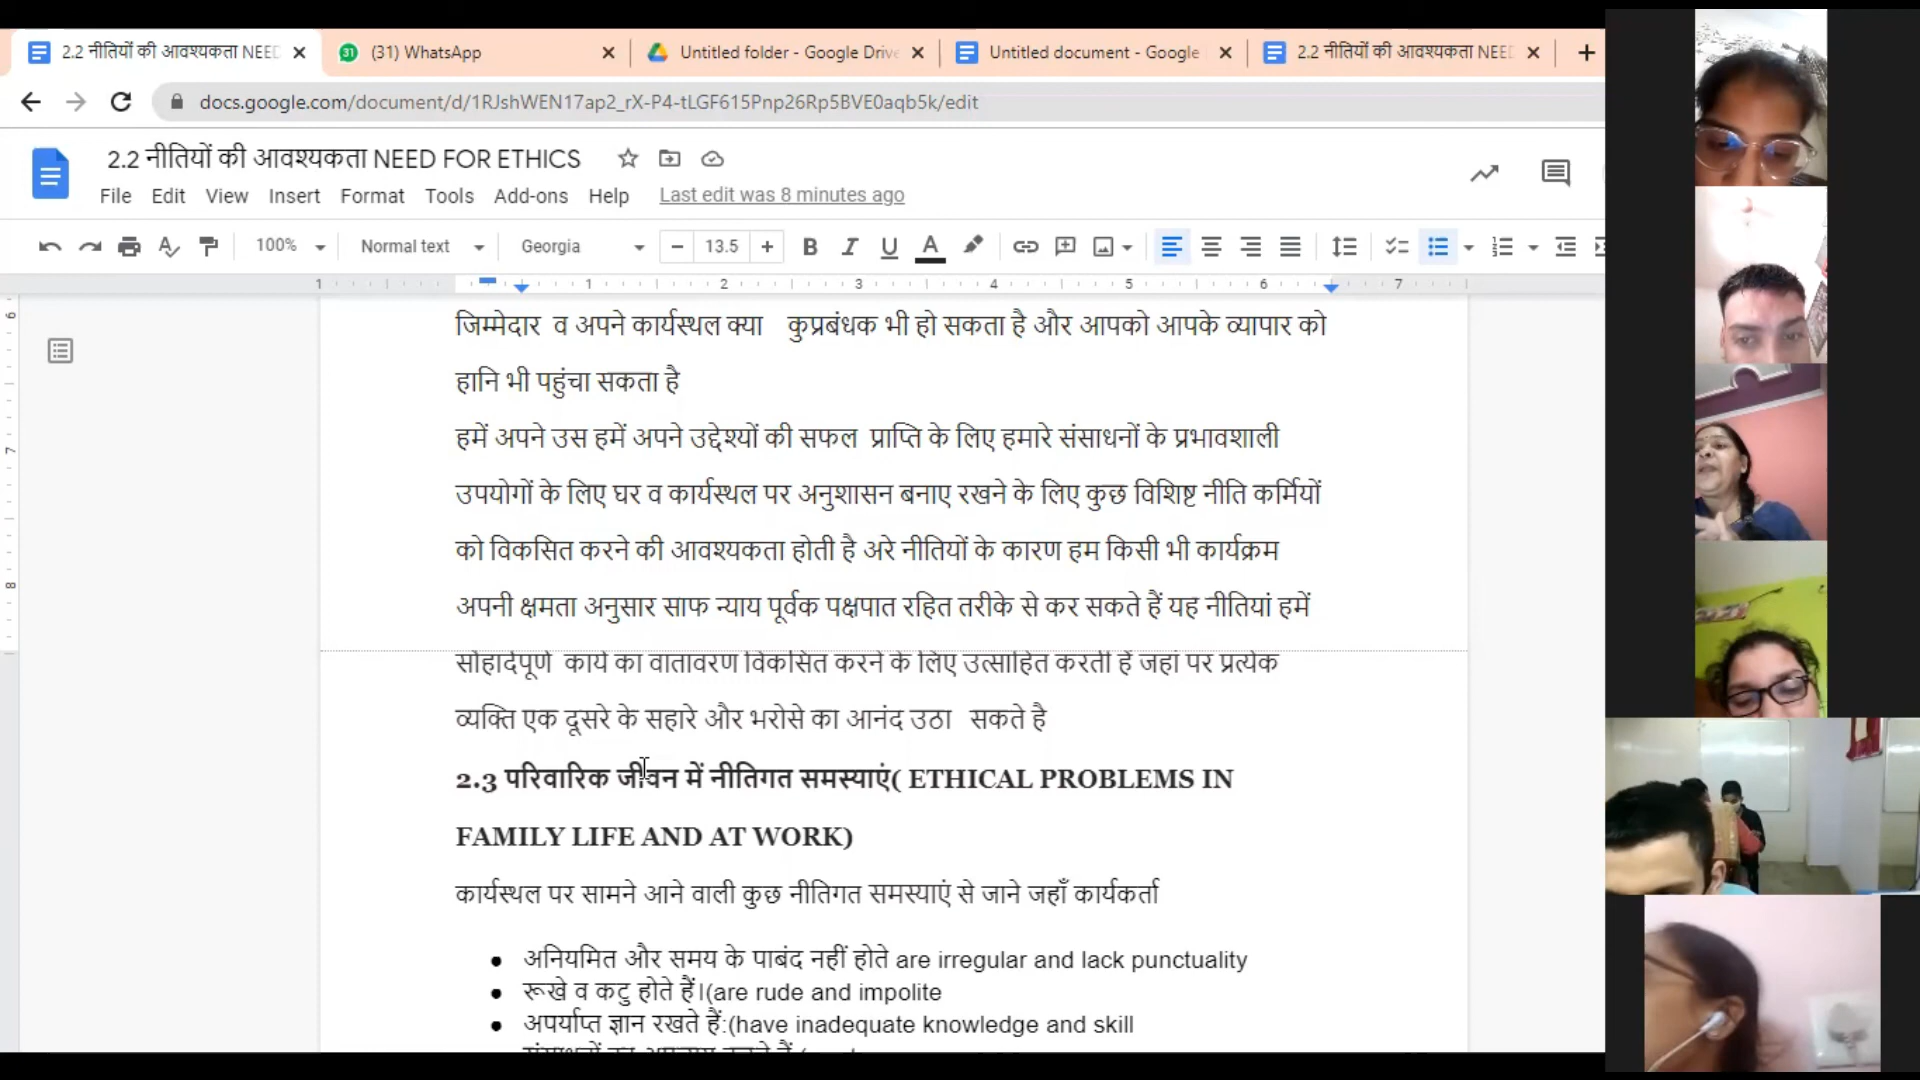 2.2 नीतियों की आवश्यकता NEED
(31) WhatsApp
Untitled folder - Google Drive
Untitled document - Google
2.2 नीतियों की आवश्यकता NEED
docs.google.com/document/d/1RJshWEN17ap2_rX-P4-tLGF615Pnp26Rp5BVE0aqb5k/edit
2.2 नीतियों की आवश्यकता NEED FOR ETHICS
File Edit View Insert Format Tools Add-ons Help Last edit was 8 minutes ago
100% Normal text Georgia 13.5
1 1 2 3 4 5 6 7
जिम्मेदार व अपने कार्यस्थल क्या कुप्रबंधक भी हो सकता है और आपको आपके व्यापार को
हानि भी पहुंचा सकता है
हमें अपने उस हमें अपने उद्देश्यों की सफल प्राप्ति के लिए हमारे संसाधनों के प्रभावशाली
उपयोगों के लिए घर व कार्यस्थल पर अनुशासन बनाए रखने के लिए कुछ विशिष्ट नीति कर्मियों
को विकसित करने की आवश्यकता होती है अरे नीतियों के कारण हम किसी भी कार्यक्रम
अपनी क्षमता अनुसार साफ न्याय पूर्वक पक्षपात रहित तरीके से कर सकते हैं यह नीतियां हमें
सौहार्दपूर्ण कार्य का वातावरण विकसित करने के लिए उत्साहित करती हैं जहां पर प्रत्येक
व्यक्ति एक दूसरे के सहारे और भरोसे का आनंद उठा सकते है
2.3 परिवारिक जीवन में नीतिगत समस्याएं( ETHICAL PROBLEMS IN
FAMILY LIFE AND AT WORK)
कार्यस्थल पर सामने आने वाली कुछ नीतिगत समस्याएं से जाने जहाँ कार्यकर्ता
● अनियमित और समय के पाबंद नहीं होते are irregular and lack punctuality
● रूखे व कटु होते हैं।(are rude and impolite
● अपर्याप्त ज्ञान रखते हैं:(have inadequate knowledge and skill